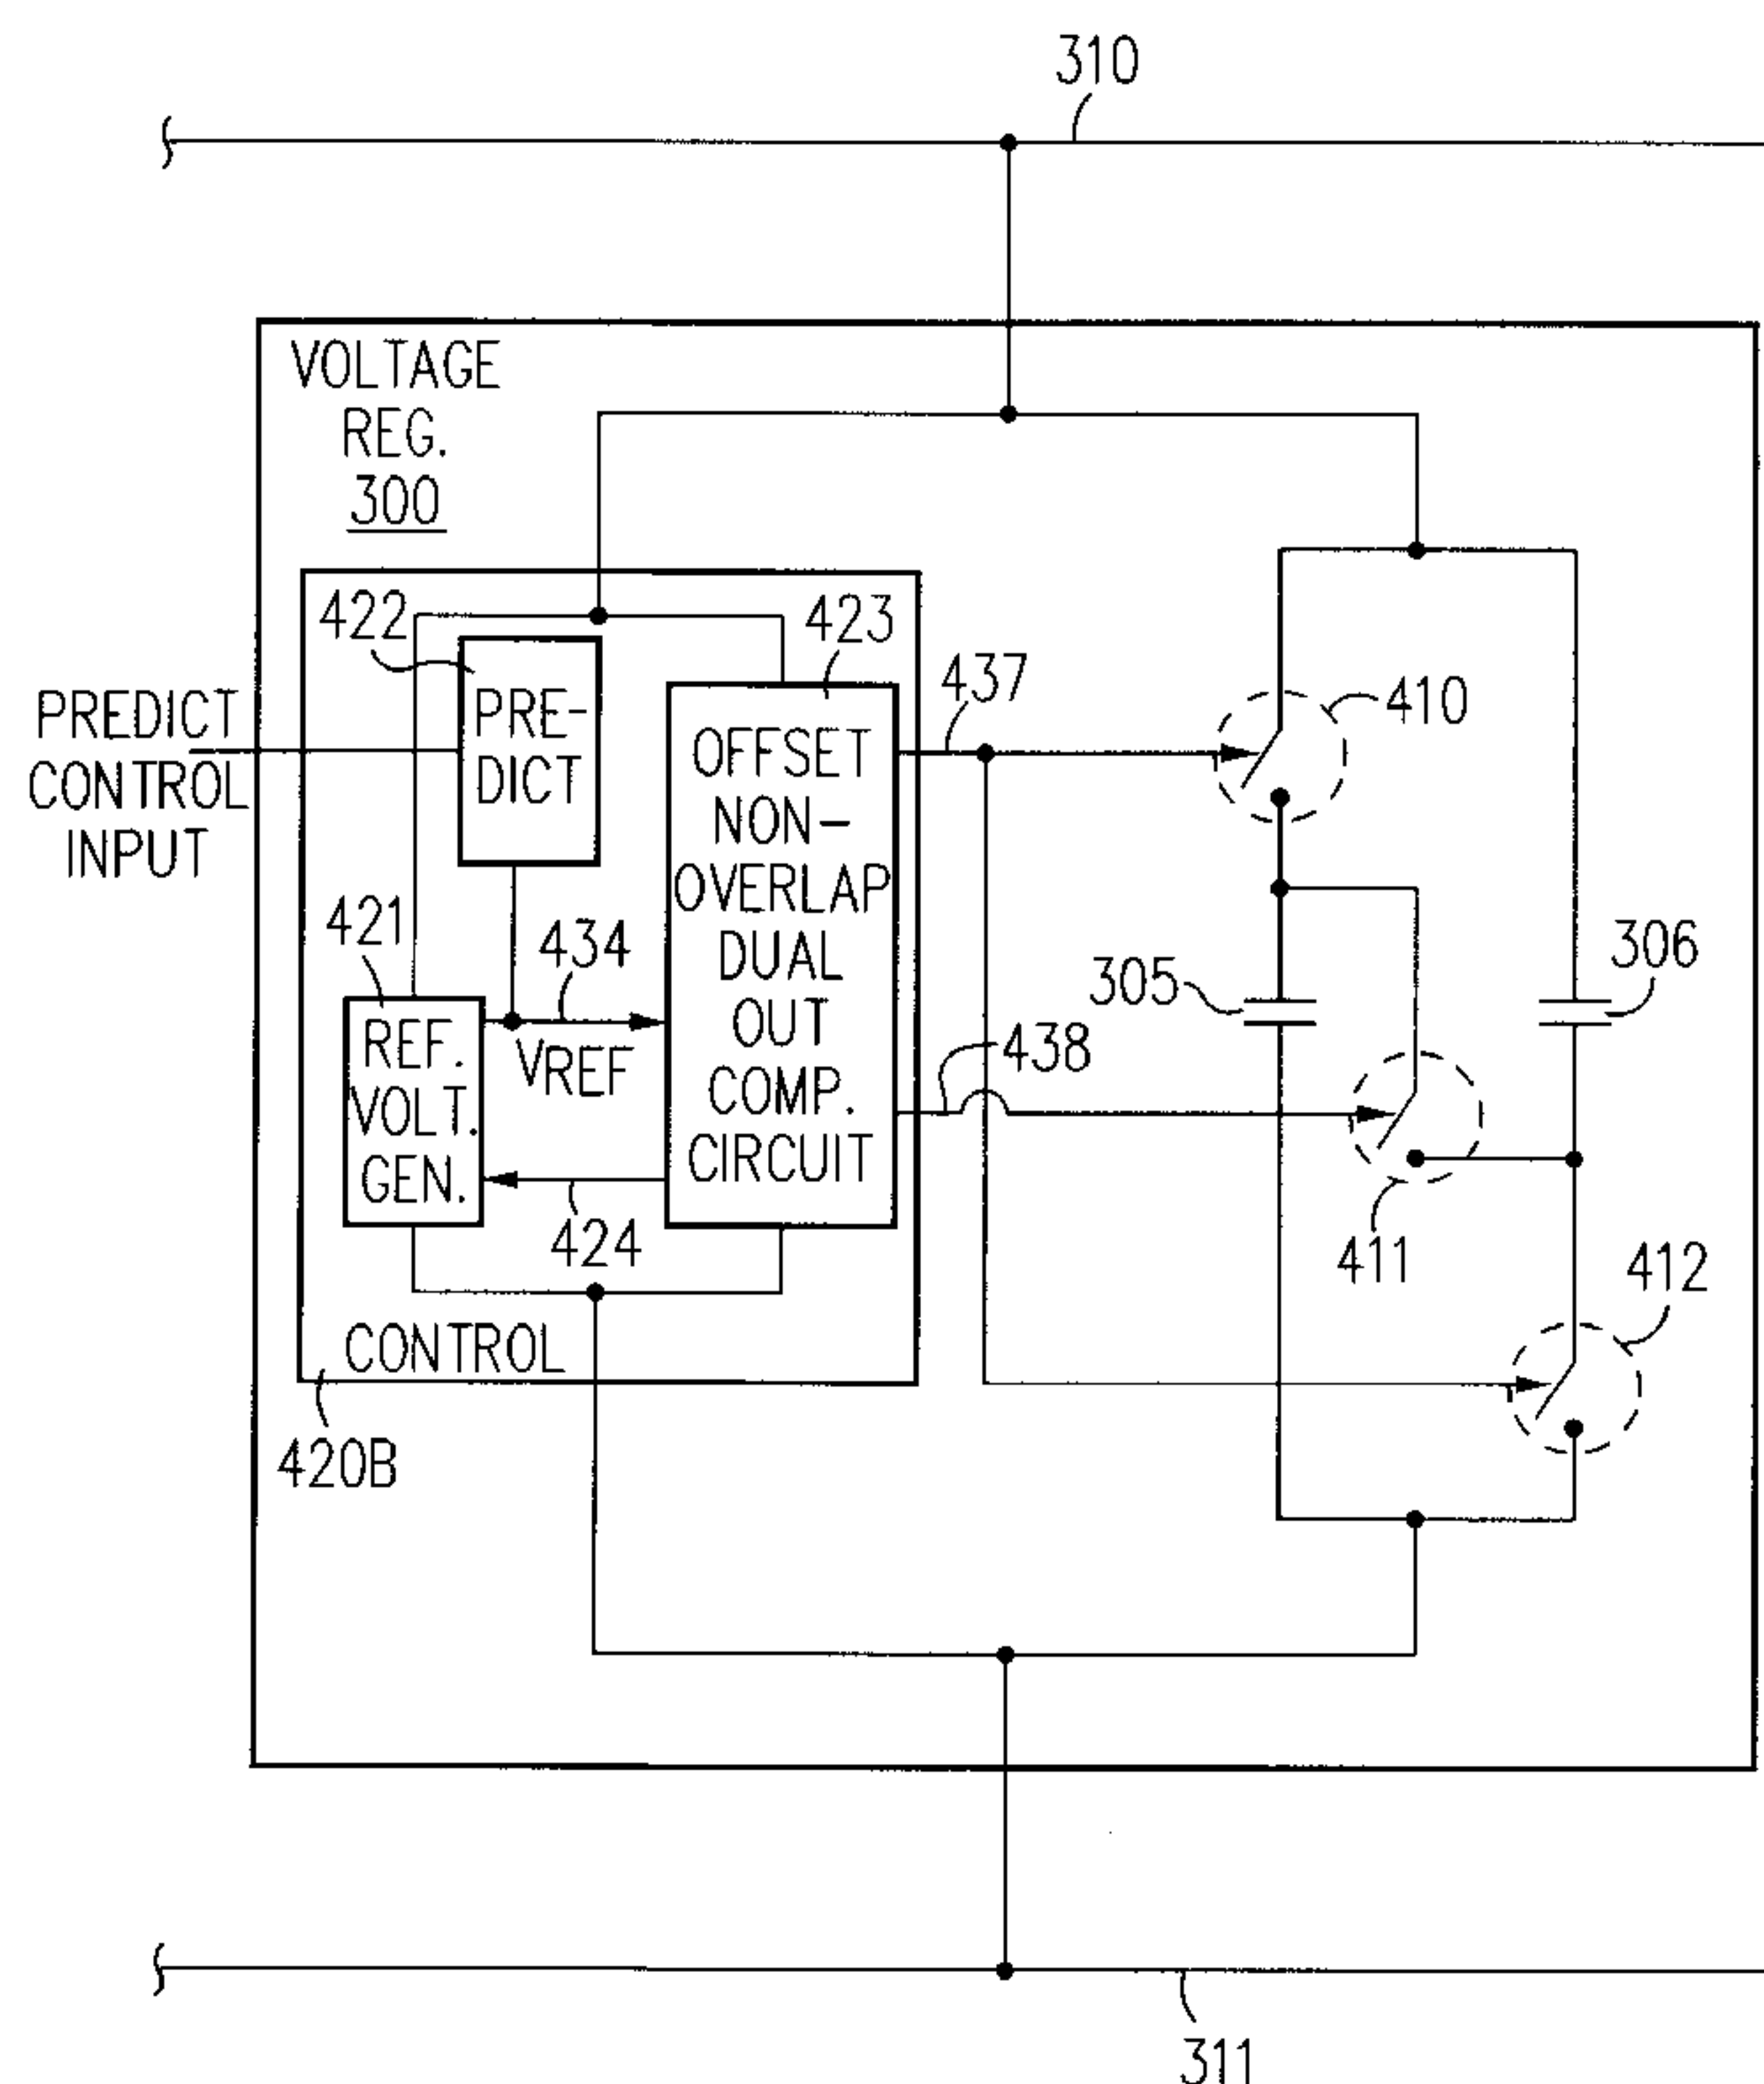 310
VOLTAGE
REG.
300
422
423
437
410
PREDICT
CONTROL
INPUT
PRE-
DICT
OFFSET
NON-
OVERLAP
DUAL
OUT
COMP.
CIRCUIT
421
434
VREF
REF.
VOLT.
GEN.
305
306
438
424
411
412
CONTROL
420B
311